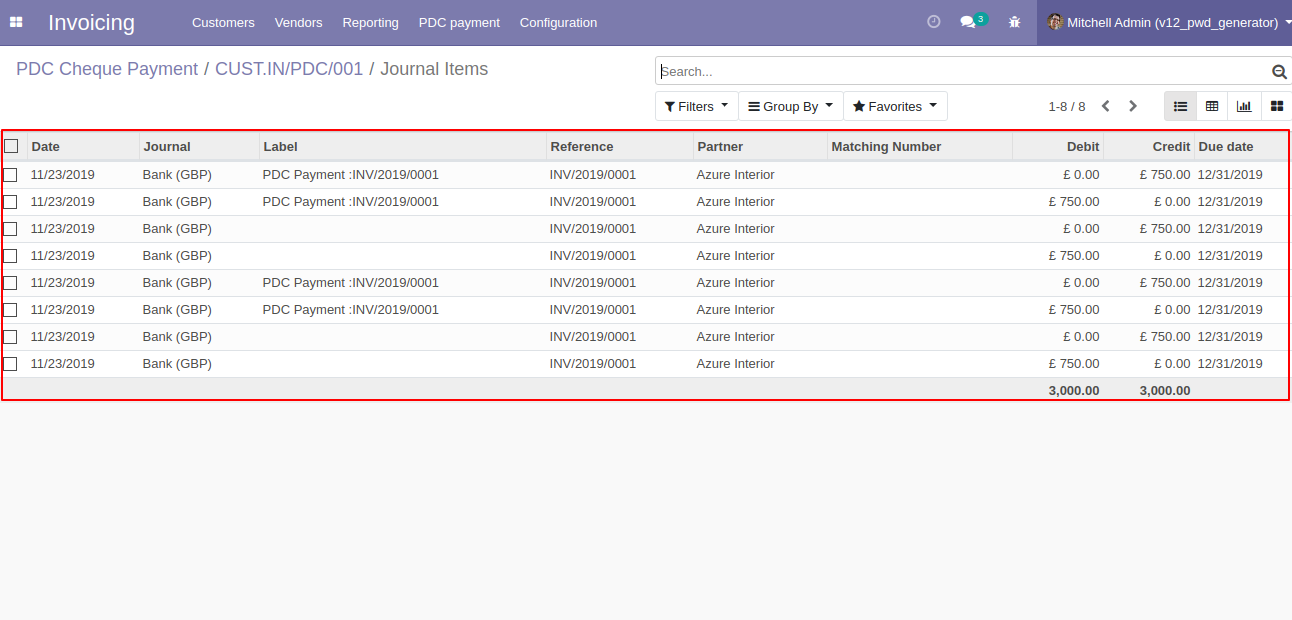 Invoicing Customers Vendors Reporting PDC payment Configuration 3 Mitchell Admin (v12_pwd_generator)
PDC Cheque Payment / CUST.IN/PDC/001 / Journal Items
Search...
Filters Group By Favorites 1-8 / 8
Date Journal Label Reference Partner Matching Number Debit Credit Due date
11/23/2019 Bank (GBP) PDC Payment :INV/2019/0001 INV/2019/0001 Azure Interior £ 0.00 £ 750.00 12/31/2019
11/23/2019 Bank (GBP) PDC Payment :INV/2019/0001 INV/2019/0001 Azure Interior £ 750.00 £ 0.00 12/31/2019
11/23/2019 Bank (GBP) INV/2019/0001 Azure Interior £ 0.00 £ 750.00 12/31/2019
11/23/2019 Bank (GBP) INV/2019/0001 Azure Interior £ 750.00 £ 0.00 12/31/2019
11/23/2019 Bank (GBP) PDC Payment :INV/2019/0001 INV/2019/0001 Azure Interior £ 0.00 £ 750.00 12/31/2019
11/23/2019 Bank (GBP) PDC Payment :INV/2019/0001 INV/2019/0001 Azure Interior £ 750.00 £ 0.00 12/31/2019
11/23/2019 Bank (GBP) INV/2019/0001 Azure Interior £ 0.00 £ 750.00 12/31/2019
11/23/2019 Bank (GBP) INV/2019/0001 Azure Interior £ 750.00 £ 0.00 12/31/2019
3,000.00 3,000.00